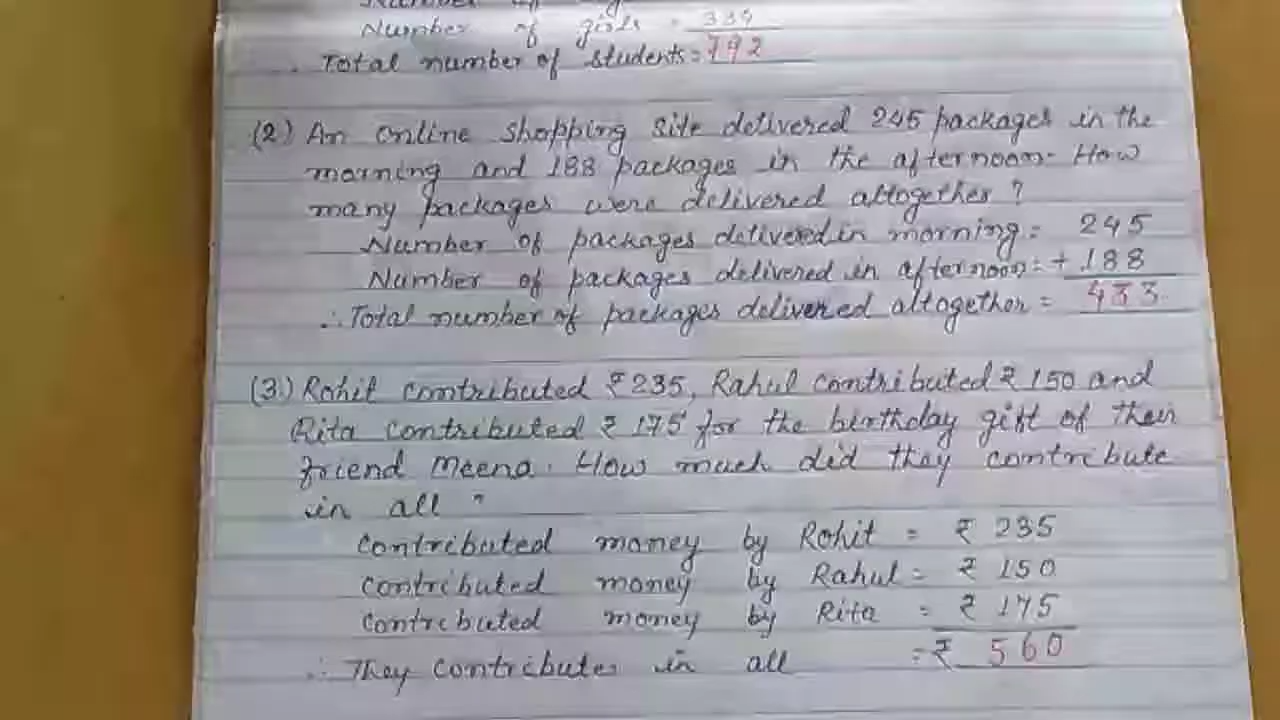 Number of girls = 334
∴ Total number of students = 792
(2) An online shopping site delivered 245 packages in the
morning and 188 packages in the afternoon. How
many packages were delivered altogether ?
Number of packages delivered in morning = 245
Number of packages delivered in afternoon = + 188
∴ Total number of packages delivered altogether = 433
(3.) Rohit contributed ₹ 235, Rahul contributed ₹ 150 and
Rita contributed ₹ 175 for the birthday gift of their
friend Meena. How much did they contribute
in all ?
Contributed money by Rohit = ₹ 235
Contributed money by Rahul = ₹ 150
Contributed money by Rita = ₹ 175
∴ They contributes in all = ₹ 560